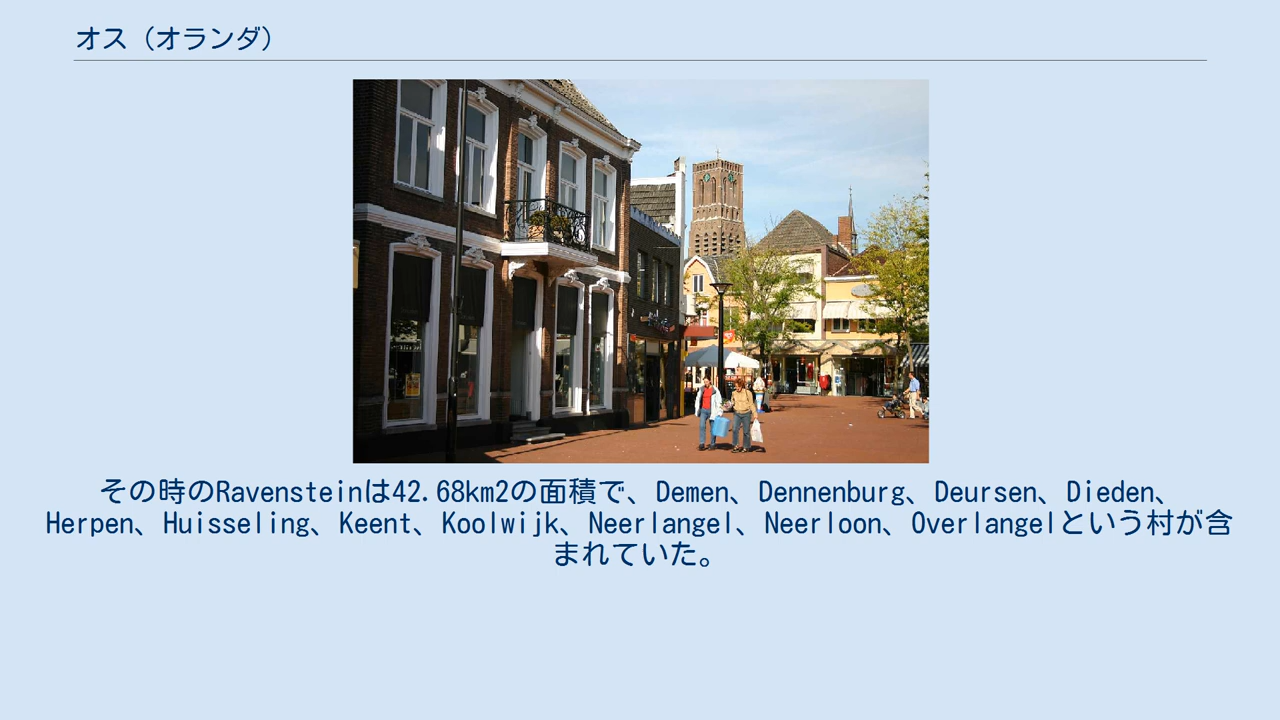 オス（オランダ）
その時のRavensteinは42.68km2の面積で、Demen、Dennenburg、Deursen、Dieden、
Herpen、Huisseling、Keent、Koolwijk、Neerlangel、Neerloon、Overlangelという村が含
まれていた。